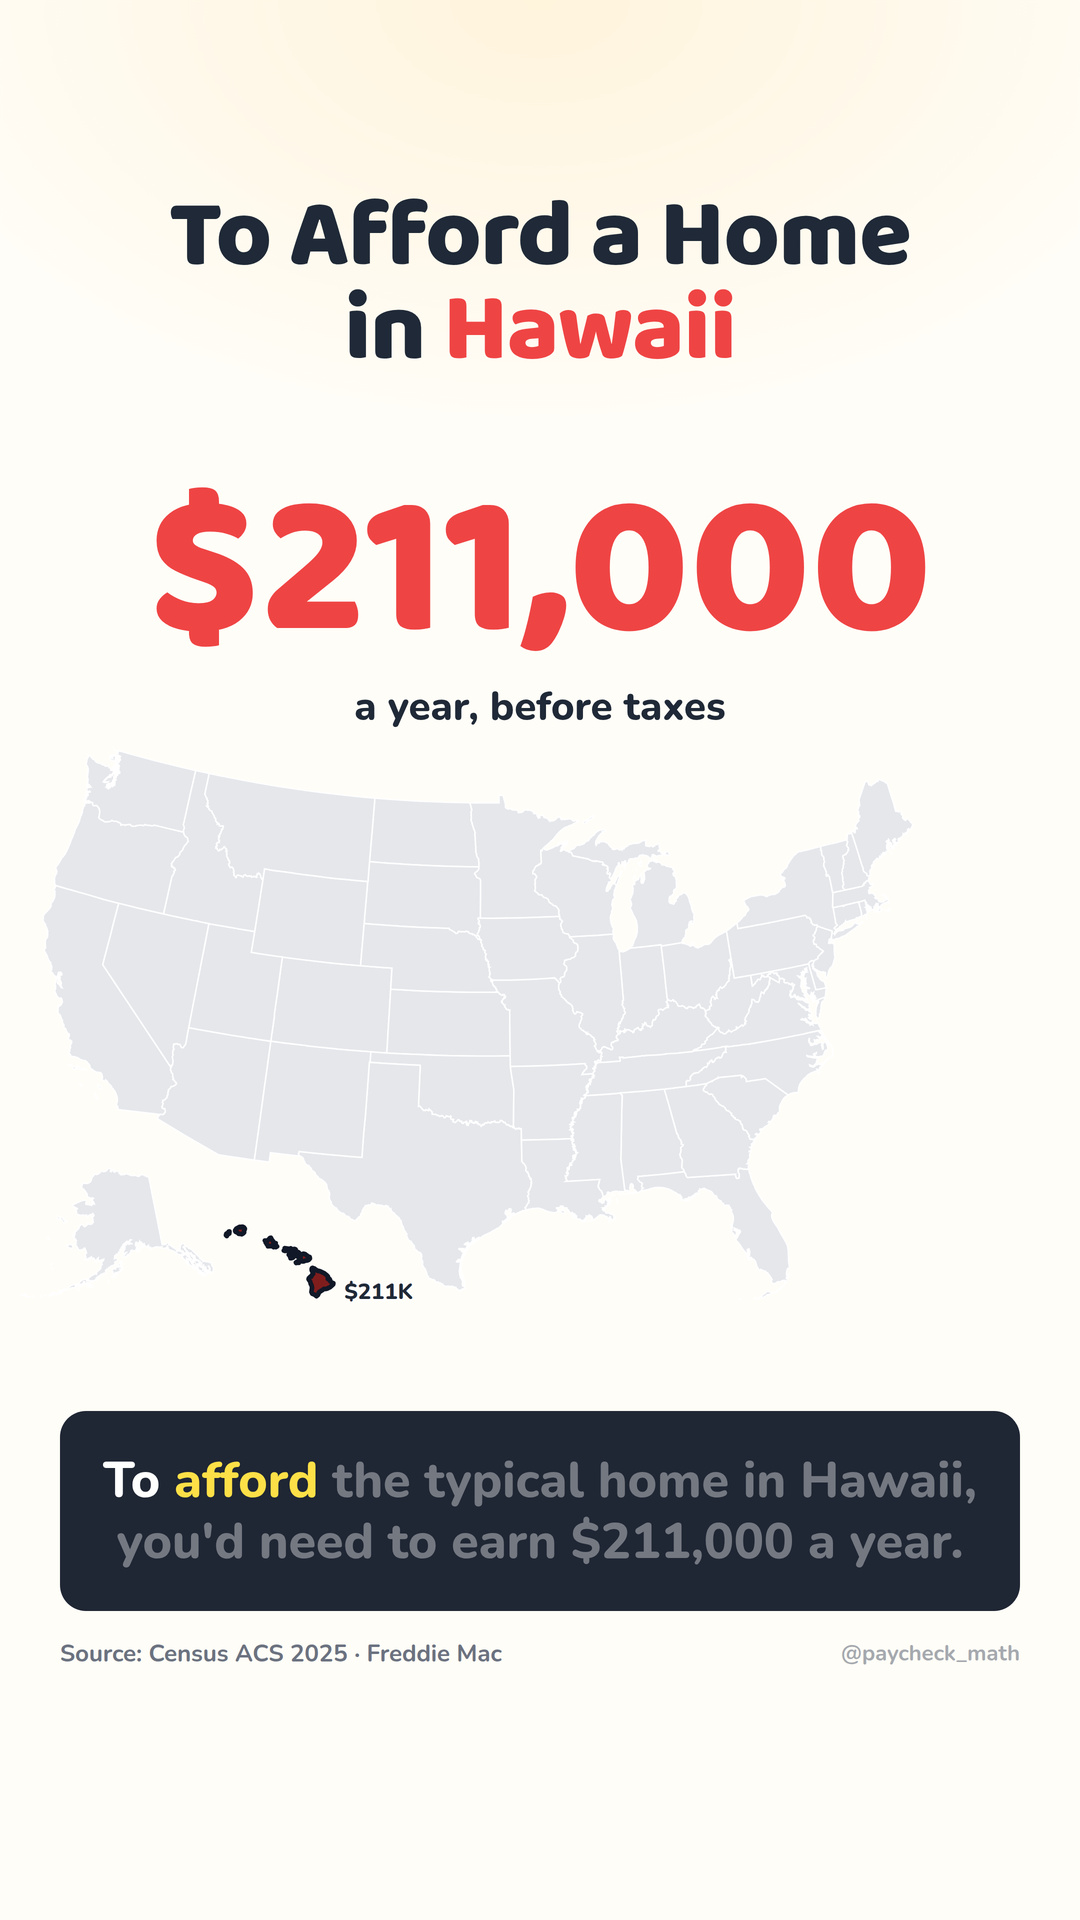 To Afford a Home
in Hawaii
$211,000
a year, before taxes
$211K
To afford the typical home in Hawaii,
you'd need to earn $211,000 a year.
Source: Census ACS 2025 · Freddie Mac
@paycheck_math